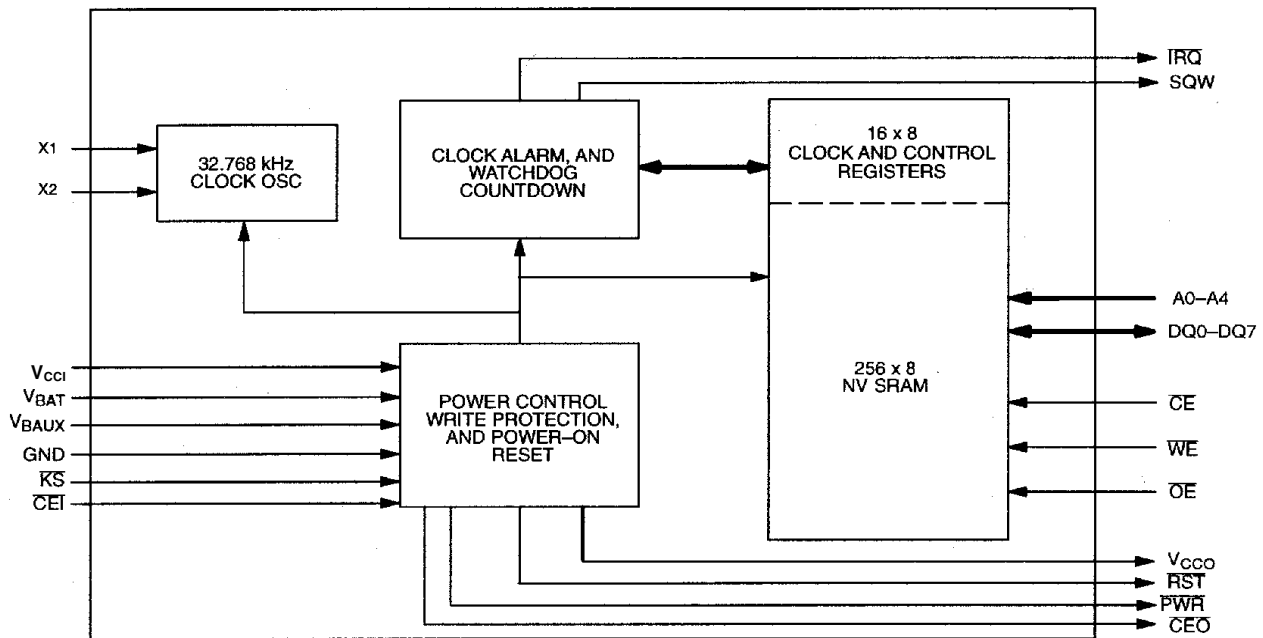 IRQ
SQW
X1
X2
32.768 kHz
CLOCK OSC
CLOCK ALARM, AND
WATCHDOG
COUNTDOWN
16 x 8
CLOCK AND CONTROL
REGISTERS
VCCI
VBAT
VBAUX
GND
KS
CEI
POWER CONTROL
WRITE PROTECTION,
AND POWER–ON
RESET
256 x 8
NV SRAM
A0–A4
DQ0–DQ7
CE
WE
OE
VCCO
RST
PWR
CEO